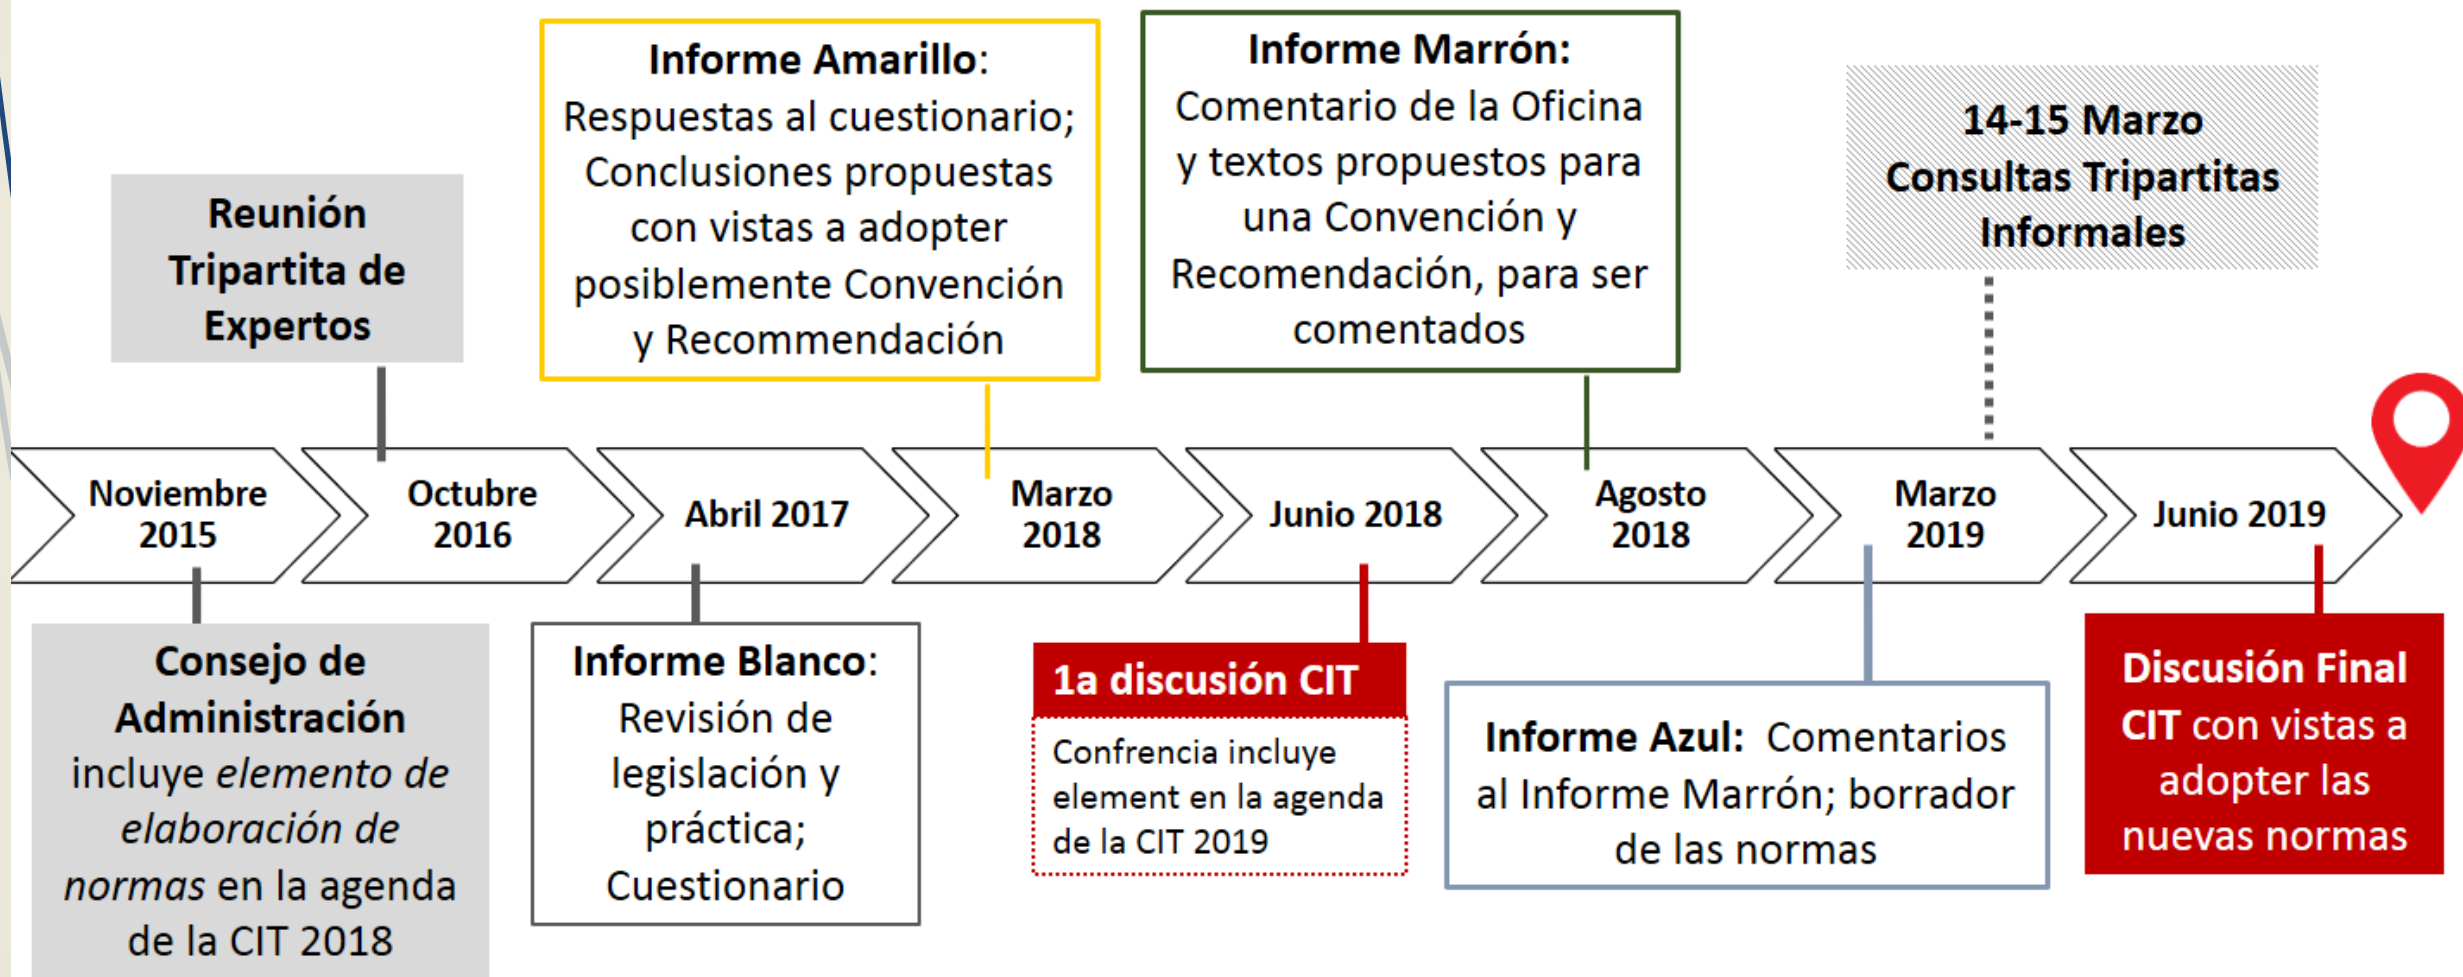 Informe Amarillo:
Respuestas al cuestionario;
Conclusiones propuestas
con vistas a adopter
posiblemente Convención
y Recommendación
Informe Marrón:
Comentario de la Oficina
y textos propuestos para
una Convención y
Recomendación, para ser
comentados
14-15 Marzo
Consultas Tripartitas
Informales
Reunión
Tripartita de
Expertos
Noviembre
2015
Octubre
2016
Abril 2017
Marzo
2018
Junio 2018
Agosto
2018
Marzo
2019
Junio 2019
Consejo de
Administración
incluye elemento de
elaboración de
normas en la agenda
de la CIT 2018
Informe Blanco:
Revisión de
legislación y
práctica;
Cuestionario
1a discusión CIT
Confrencia incluye
element en la agenda
de la CIT 2019
Informe Azul: Comentarios
al Informe Marrón; borrador
de las normas
Discusión Final
CIT con vistas a
adopter las
nuevas normas